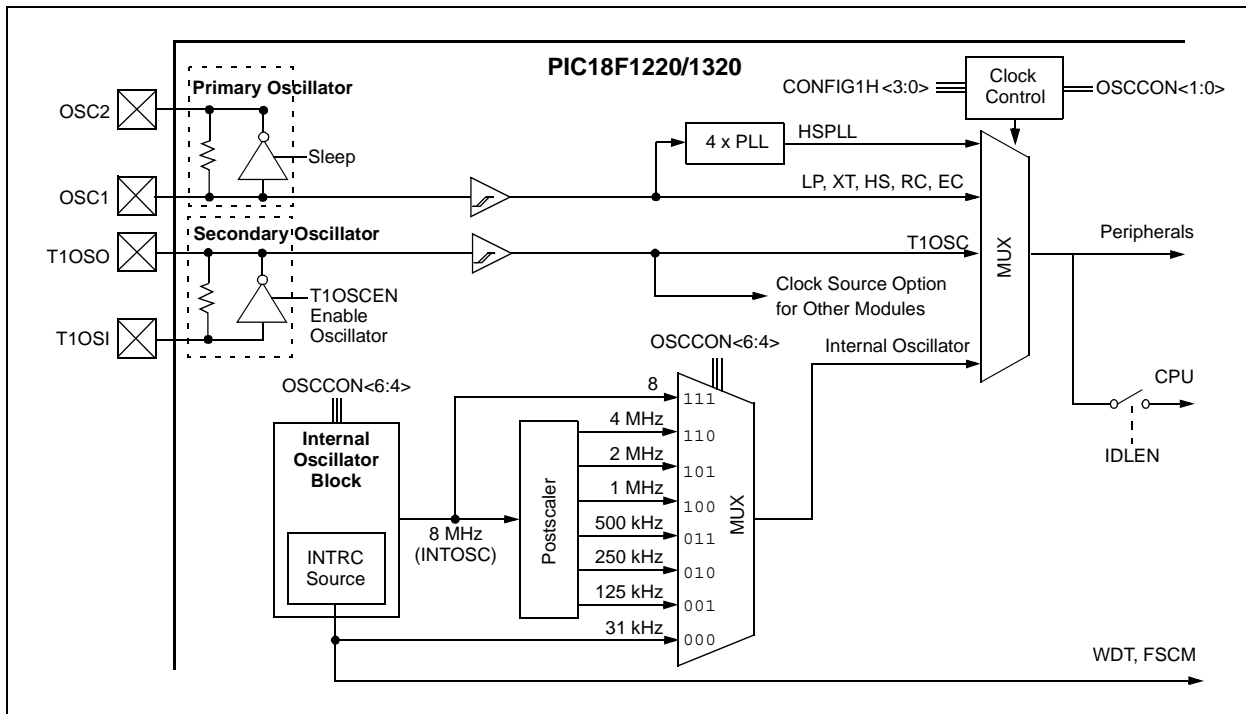 PIC18F1220/1320
Primary Oscillator
OSC2
Sleep
OSC1
Secondary Oscillator
T1OSO
T1OSCEN
Enable
Oscillator
T1OSI
CONFIG1H <3:0>
Clock
Control
OSCCON<1:0>
4 x PLL
HSPLL
LP, XT, HS, RC, EC
T1OSC
Clock Source Option
for Other Modules
Internal Oscillator
MUX
Peripherals
CPU
IDLEN
OSCCON<6:4>
OSCCON<6:4>
Internal
Oscillator
Block
INTRC
Source
8 MHz
(INTOSC)
Postscaler
8
111
4 MHz
110
2 MHz
101
1 MHz
100
500 kHz
011
250 kHz
010
125 kHz
001
31 kHz
000
MUX
WDT, FSCM